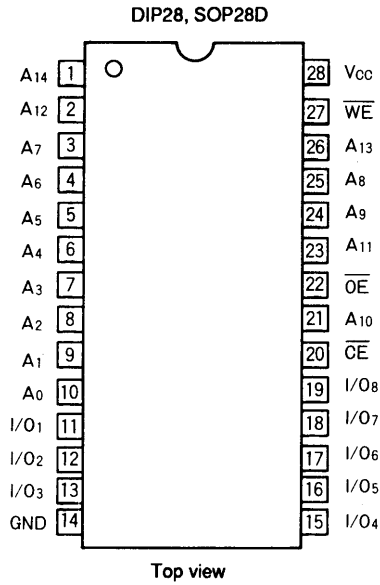 DIP28, SOP28D
A14 1 28 Vcc
A12 2 27 W̅E̅
A7 3 26 A13
A6 4 25 A8
A5 5 24 A9
A4 6 23 A11
A3 7 22 O̅E̅
A2 8 21 A10
A1 9 20 C̅E̅
A0 10 19 I/O8
I/O1 11 18 I/O7
I/O2 12 17 I/O6
I/O3 13 16 I/O5
GND 14 15 I/O4
Top view